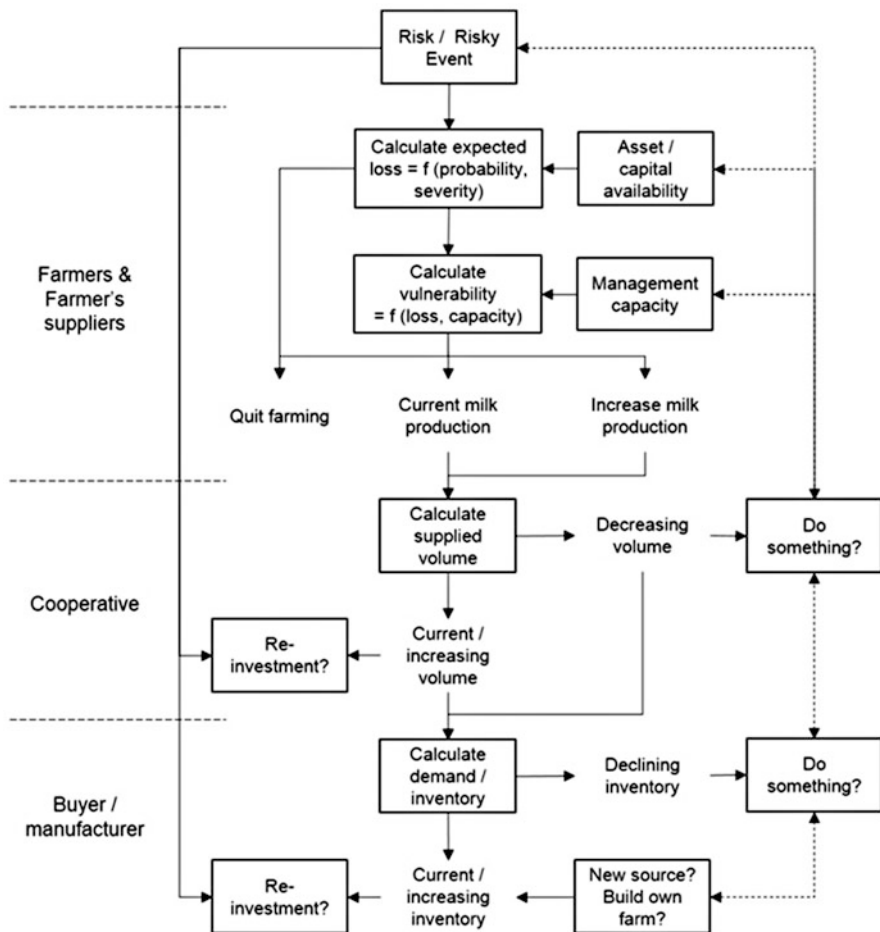 Risk / Risky
Event
Calculate expected
loss = f (probability,
severity)
Asset /
capital
availability
Farmers &
Farmer's
suppliers
Calculate
vulnerability
= f (loss, capacity)
Management
capacity
Quit farming
Current milk
production
Increase milk
production
Calculate
supplied
volume
Decreasing
volume
Do
something?
Cooperative
Re-
investment?
Current /
increasing
volume
Calculate
demand /
inventory
Declining
inventory
Do
something?
Buyer /
manufacturer
Re-
investment?
Current /
increasing
inventory
New source?
Build own
farm?